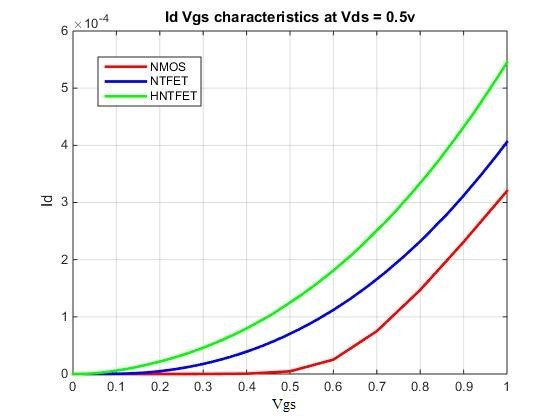 Id Vgs characteristics at Vds = 0.5v
×10^-4
6
5
4
3
2
1
0
Id
NMOS
NTFET
HNTFET
0 0.1 0.2 0.3 0.4 0.5 0.6 0.7 0.8 0.9 1
Vgs